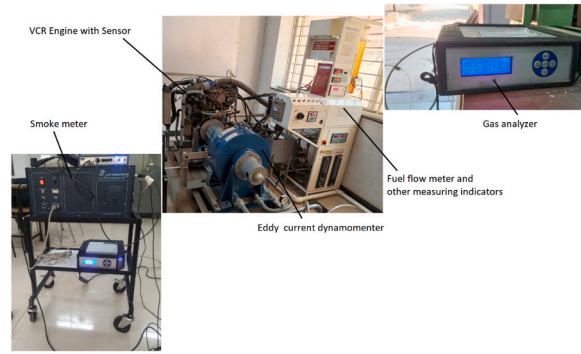 VCR Engine with Sensor
Smoke meter
Gas analyzer
Fuel flow meter and
other measuring indicators
Eddy current dynamomenter